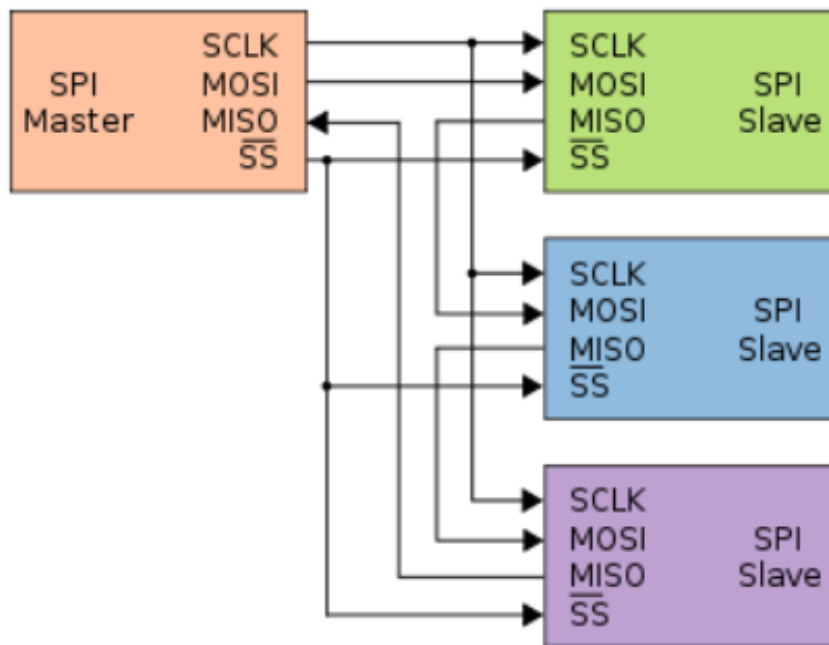 SPI
Master
SCLK
MOSI
MISO
SS
SCLK
MOSI
MISO
SS
SPI
Slave
SCLK
MOSI
MISO
SS
SPI
Slave
SCLK
MOSI
MISO
SS
SPI
Slave